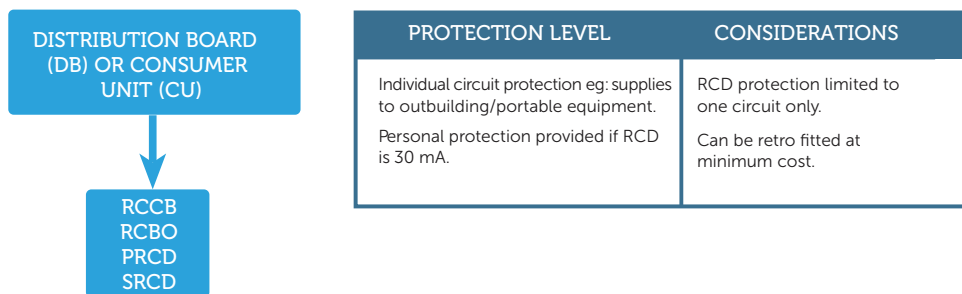 DISTRIBUTION BOARD
(DB) OR CONSUMER
UNIT (CU)
RCCB
RCBO
PRCD
SRCD
PROTECTION LEVEL
CONSIDERATIONS
Individual circuit protection eg: supplies
to outbuilding/portable equipment.
Personal protection provided if RCD
is 30 mA.
RCD protection limited to
one circuit only.
Can be retro fitted at
minimum cost.